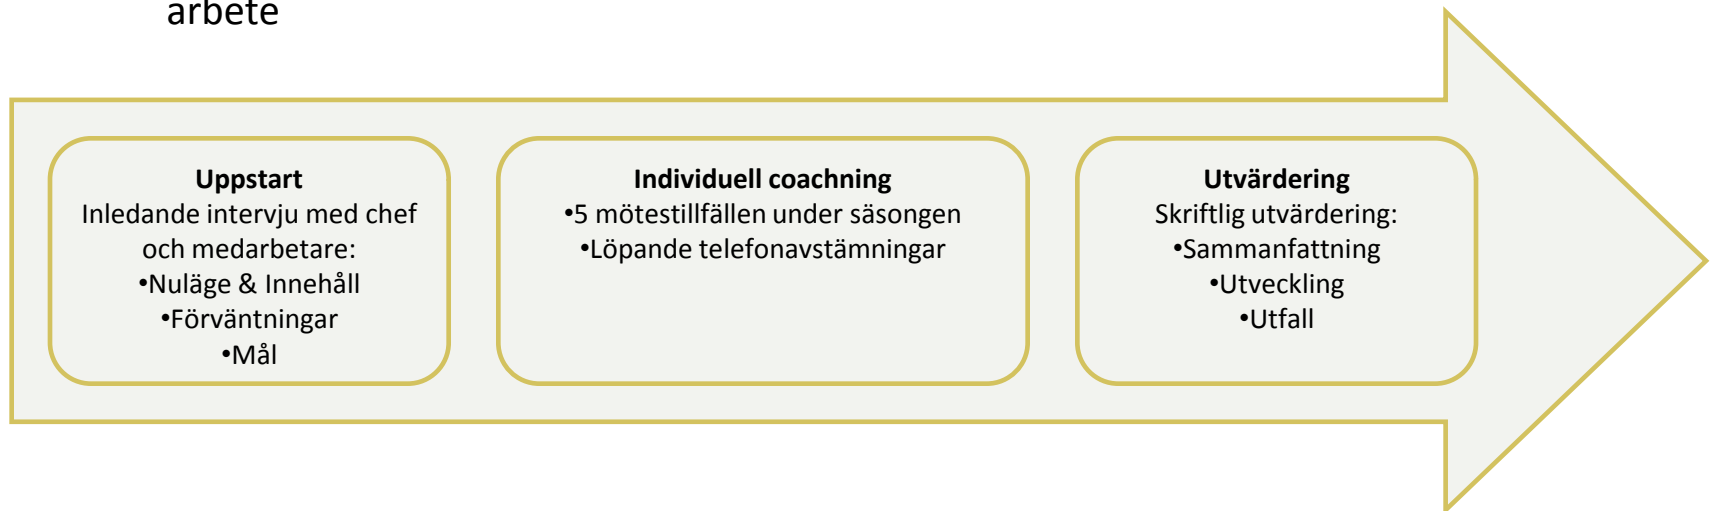 arbete
Uppstart
Inledande intervju med chef
och medarbetare:
•Nuläge & Innehåll
•Förväntningar
•Mål
Individuell coachning
•5 mötestillfällen under säsongen
•Löpande telefonavstämningar
Utvärdering
Skriftlig utvärdering:
•Sammanfattning
•Utveckling
•Utfall